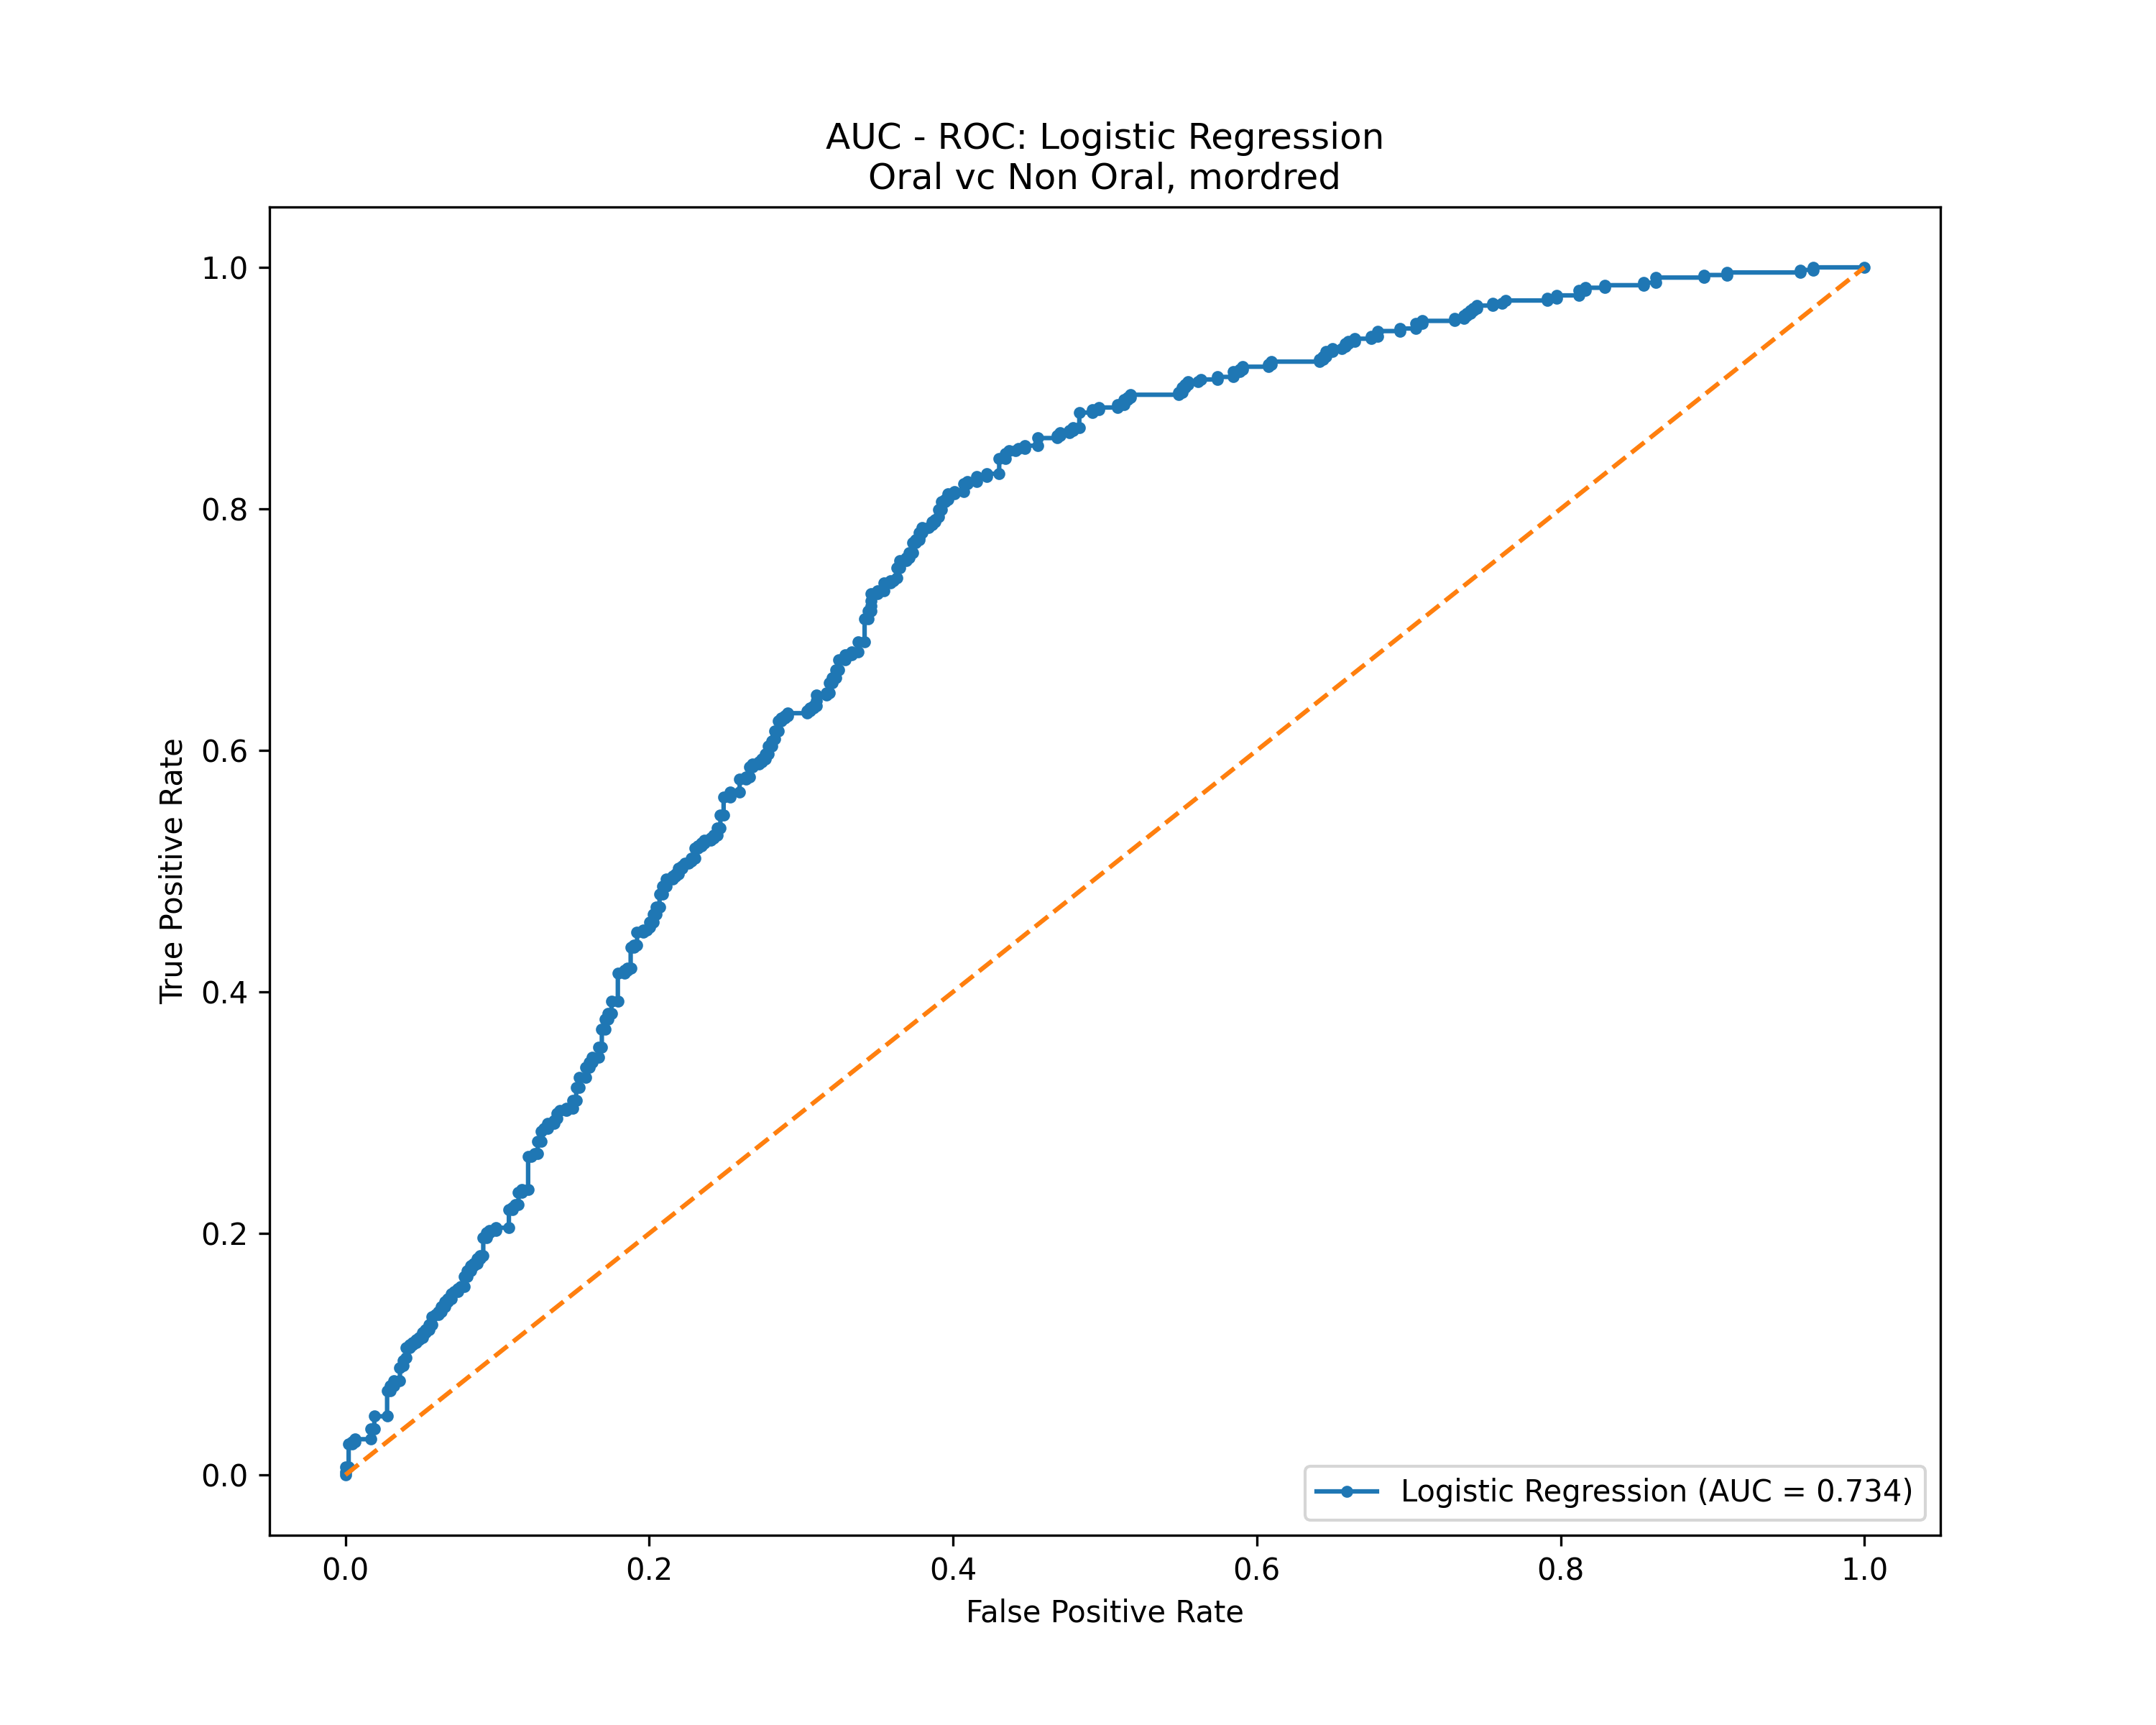 AUC - ROC: Logistic Regression
Oral vc Non Oral, mordred
True Positive Rate
1.0
0.8
0.6
0.4
0.2
0.0
Logistic Regression (AUC = 0.734)
0.0 0.2 0.4 0.6 0.8 1.0
False Positive Rate